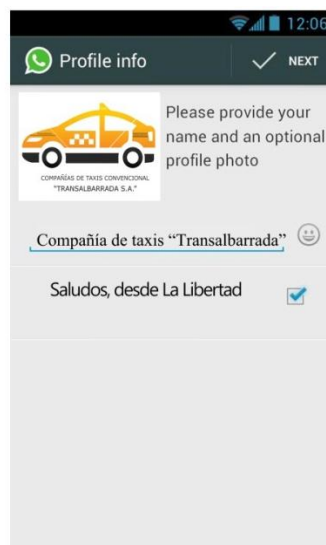 12:06
Profile info
NEXT
Please provide your
name and an optional
profile photo
COMPAÑÍAS DE TAXIS CONVENCIONAL
"TRANSALBARRADA S.A."
Compañía de taxis “Transalbarrada”
Saludos, desde La Libertad